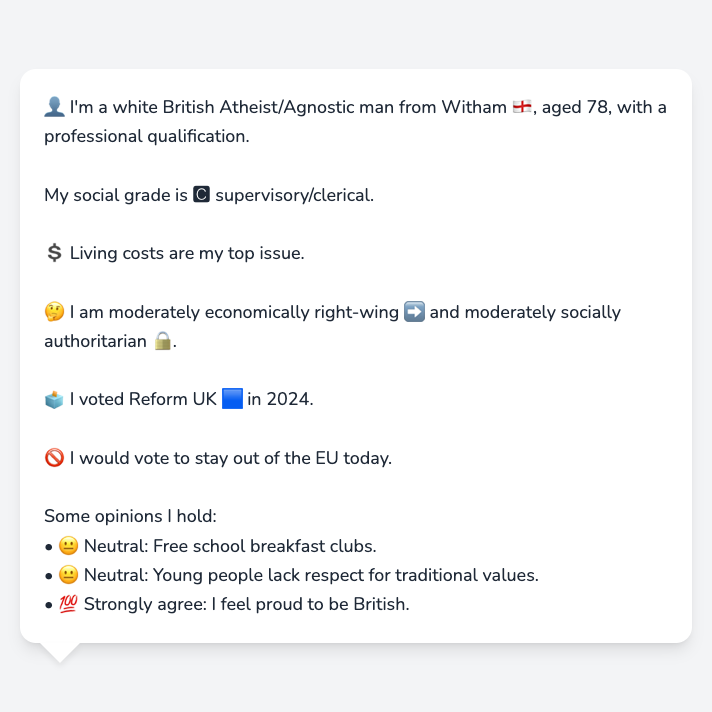 👤 I'm a white British Atheist/Agnostic man from Witham 🏴󠁧󠁢󠁥󠁮󠁧󠁿, aged 78, with a
professional qualification.
My social grade is 🅲 supervisory/clerical.
💲 Living costs are my top issue.
🤔 I am moderately economically right-wing ➡️ and moderately socially
authoritarian 🔒.
🗳️ I voted Reform UK 🟦 in 2024.
🚫 I would vote to stay out of the EU today.
Some opinions I hold:
• 😐 Neutral: Free school breakfast clubs.
• 😐 Neutral: Young people lack respect for traditional values.
• 💯 Strongly agree: I feel proud to be British.